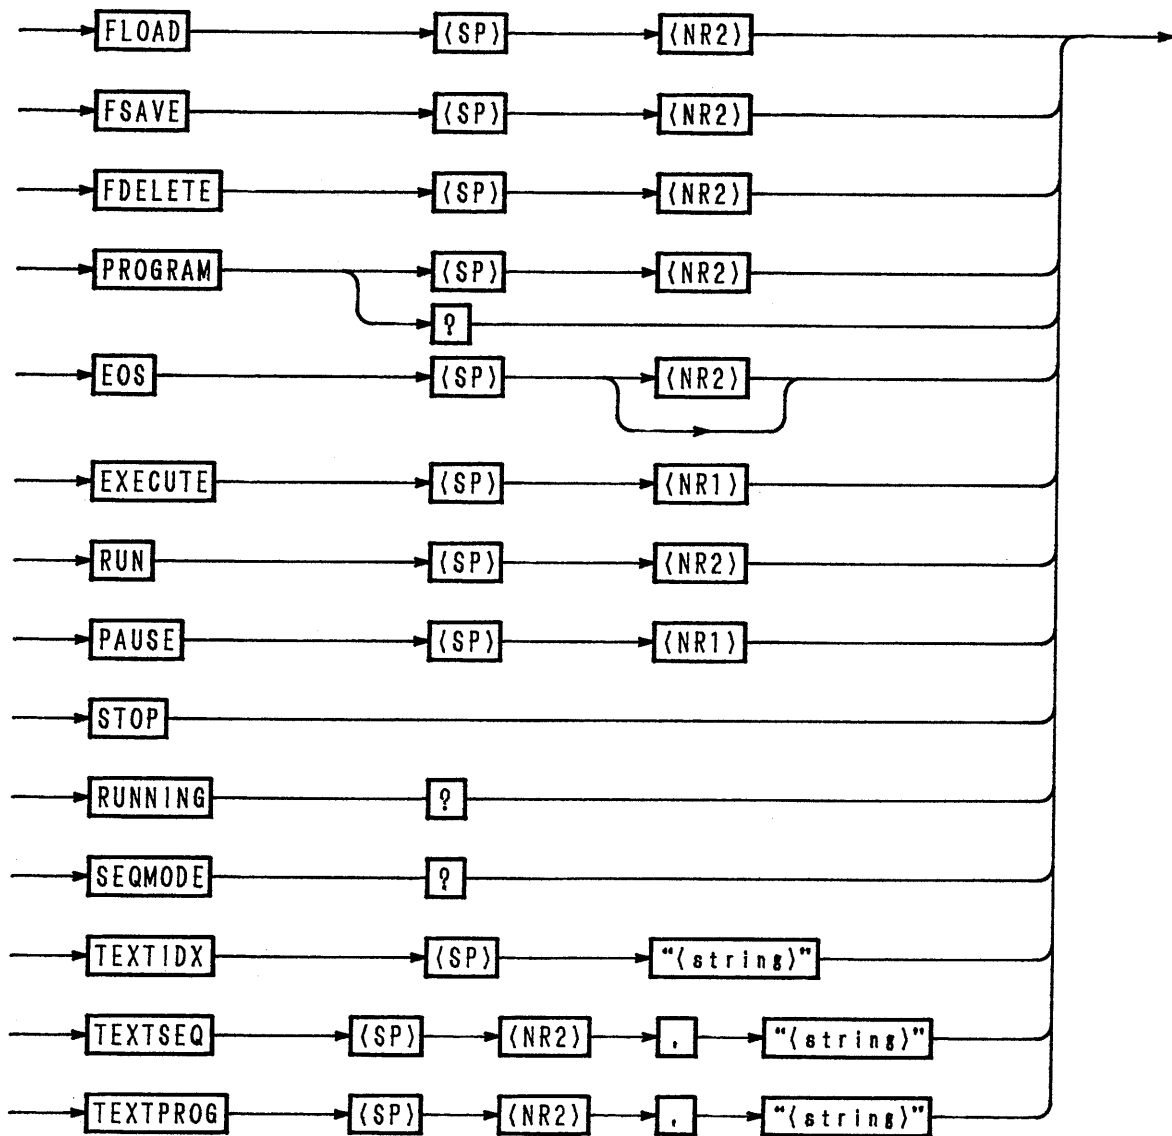 FLOAD ⟨SP⟩ ⟨NR2⟩
FSAVE ⟨SP⟩ ⟨NR2⟩
FDELETE ⟨SP⟩ ⟨NR2⟩
PROGRAM ⟨SP⟩ ⟨NR2⟩
?
EOS ⟨SP⟩ ⟨NR2⟩
EXECUTE ⟨SP⟩ ⟨NR1⟩
RUN ⟨SP⟩ ⟨NR2⟩
PAUSE ⟨SP⟩ ⟨NR1⟩
STOP
RUNNING ?
SEQMODE ?
TEXTIDX ⟨SP⟩ “⟨string⟩”
TEXTSEQ ⟨SP⟩ ⟨NR2⟩ , “⟨string⟩”
TEXTPROG ⟨SP⟩ ⟨NR2⟩ , “⟨string⟩”